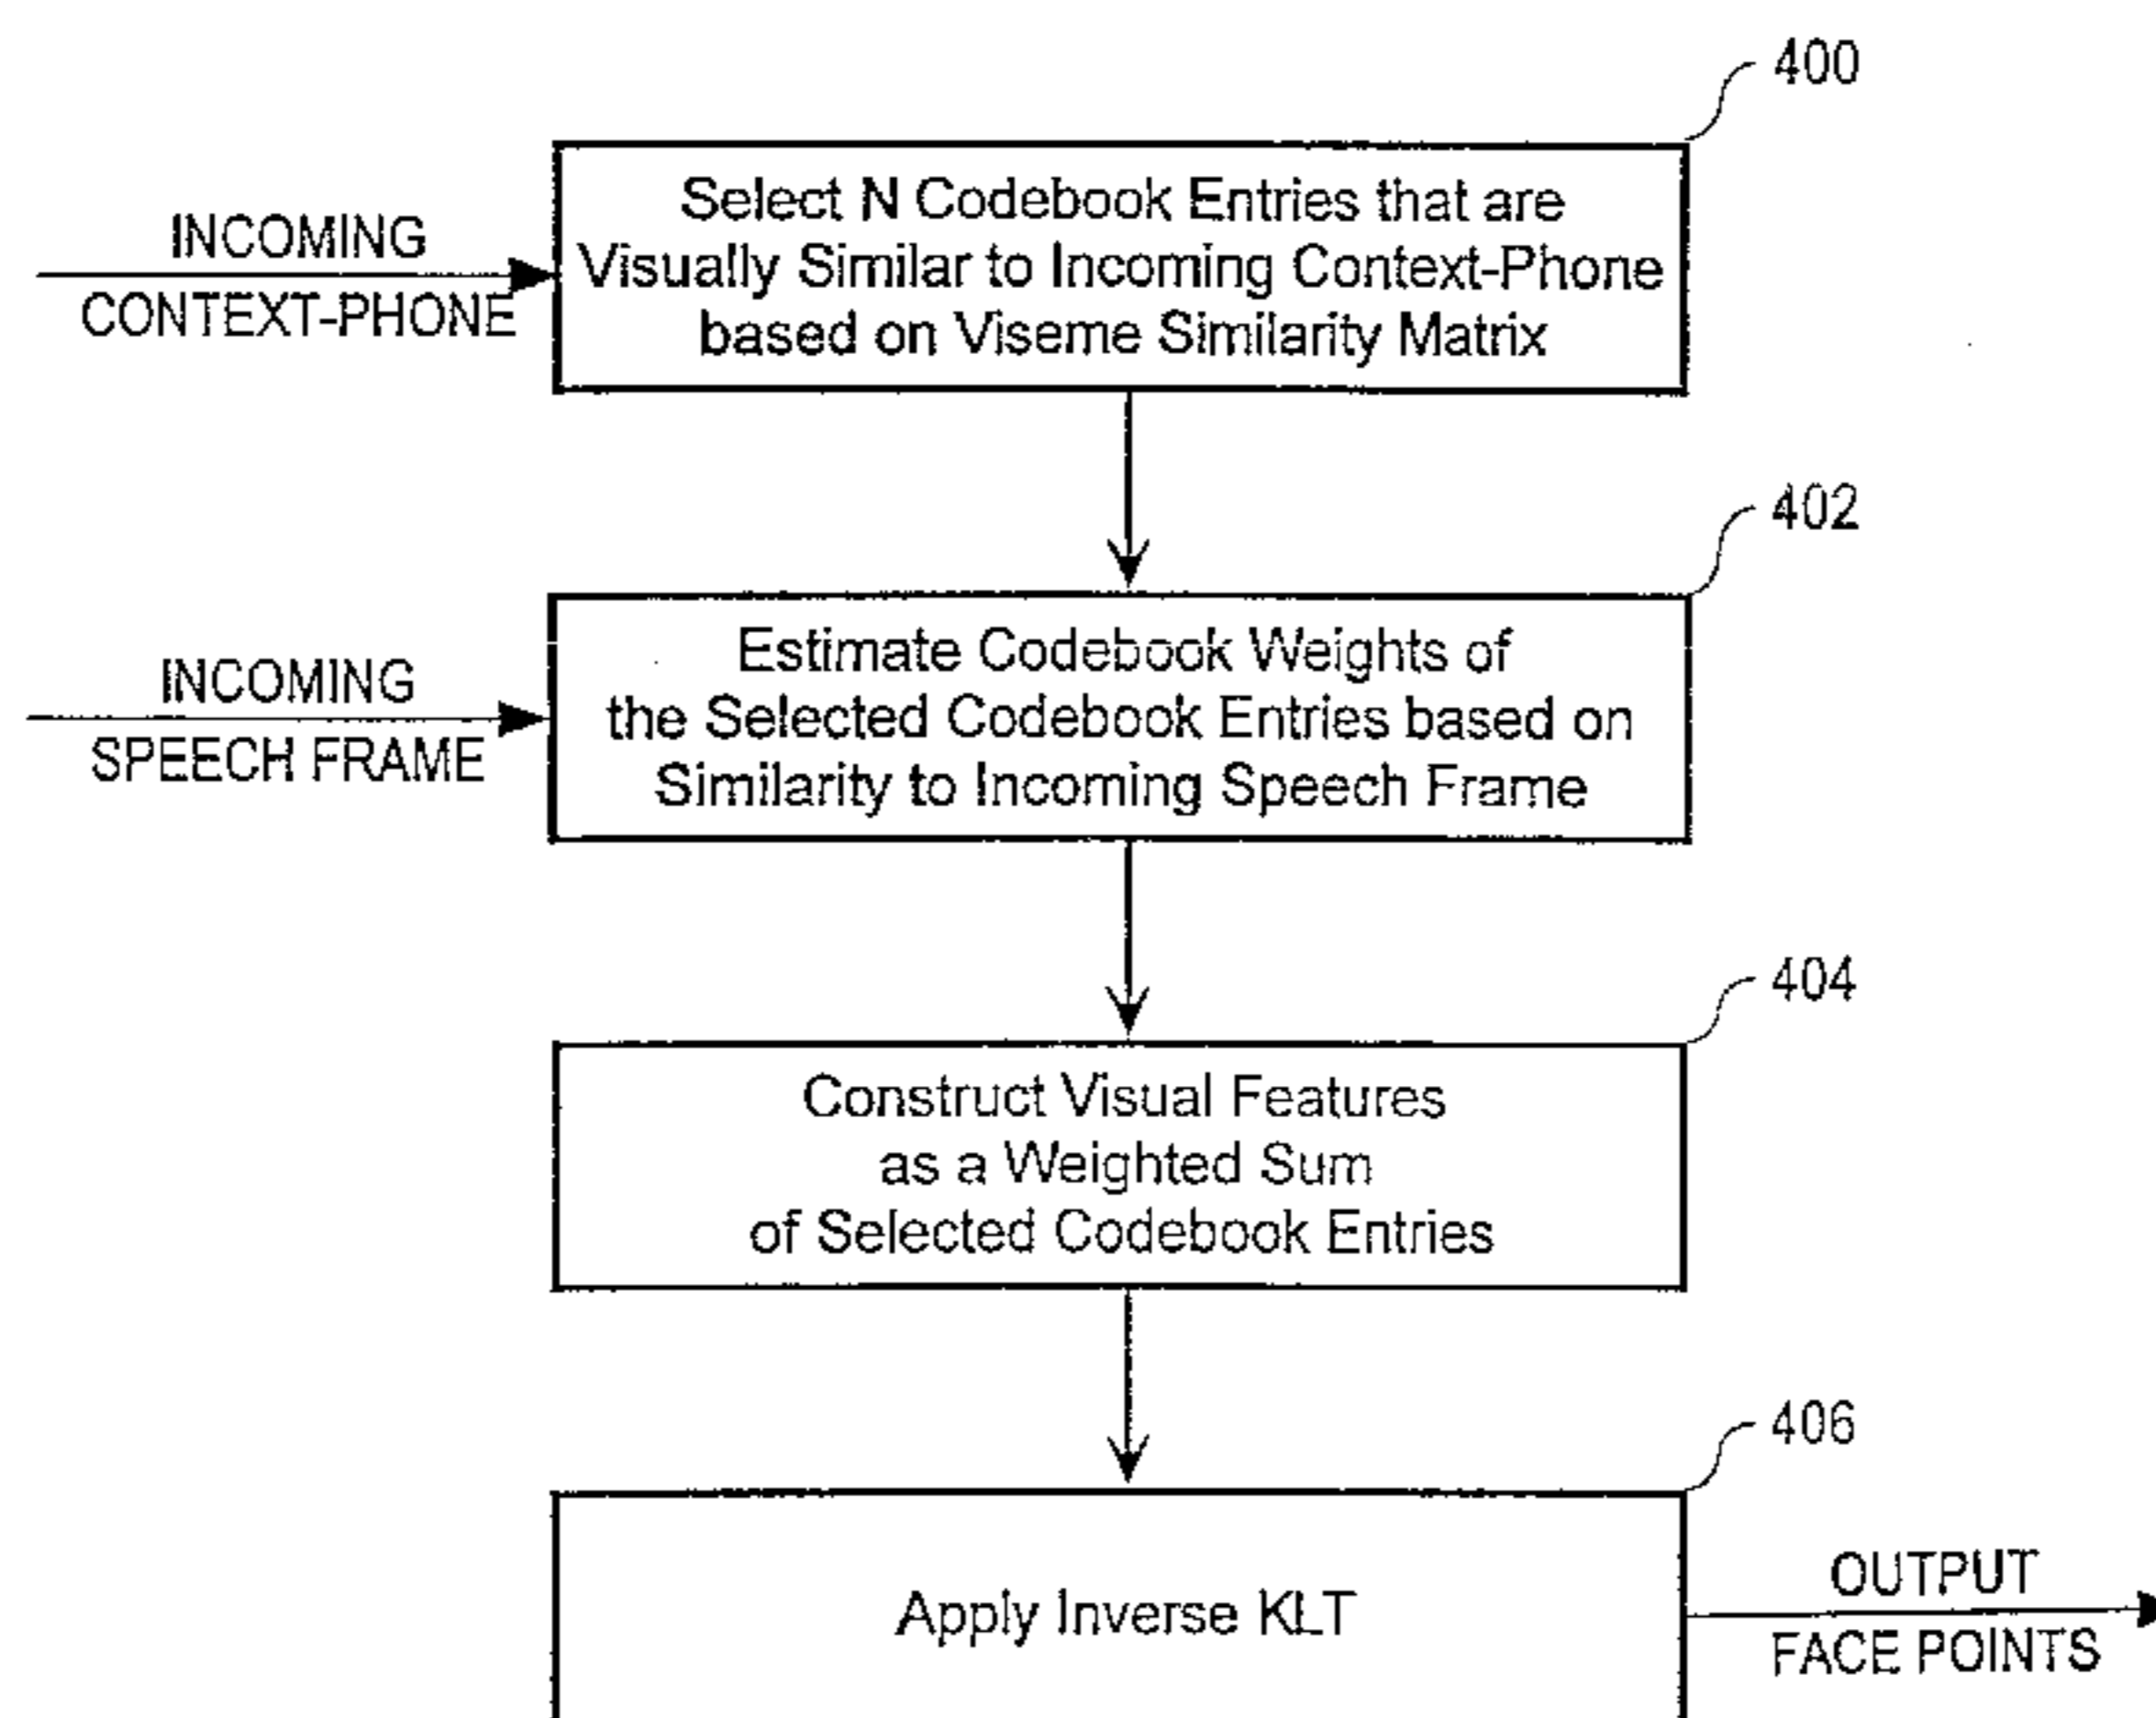 400
INCOMING
CONTEXT-PHONE
Select N Codebook Entries that are
Visually Similar to Incoming Context-Phone
based on Viseme Similarity Matrix
402
INCOMING
SPEECH FRAME
Estimate Codebook Weights of
the Selected Codebook Entries based on
Similarity to Incoming Speech Frame
404
Construct Visual Features
as a Weighted Sum
of Selected Codebook Entries
406
Apply Inverse KLT
OUTPUT
FACE POINTS